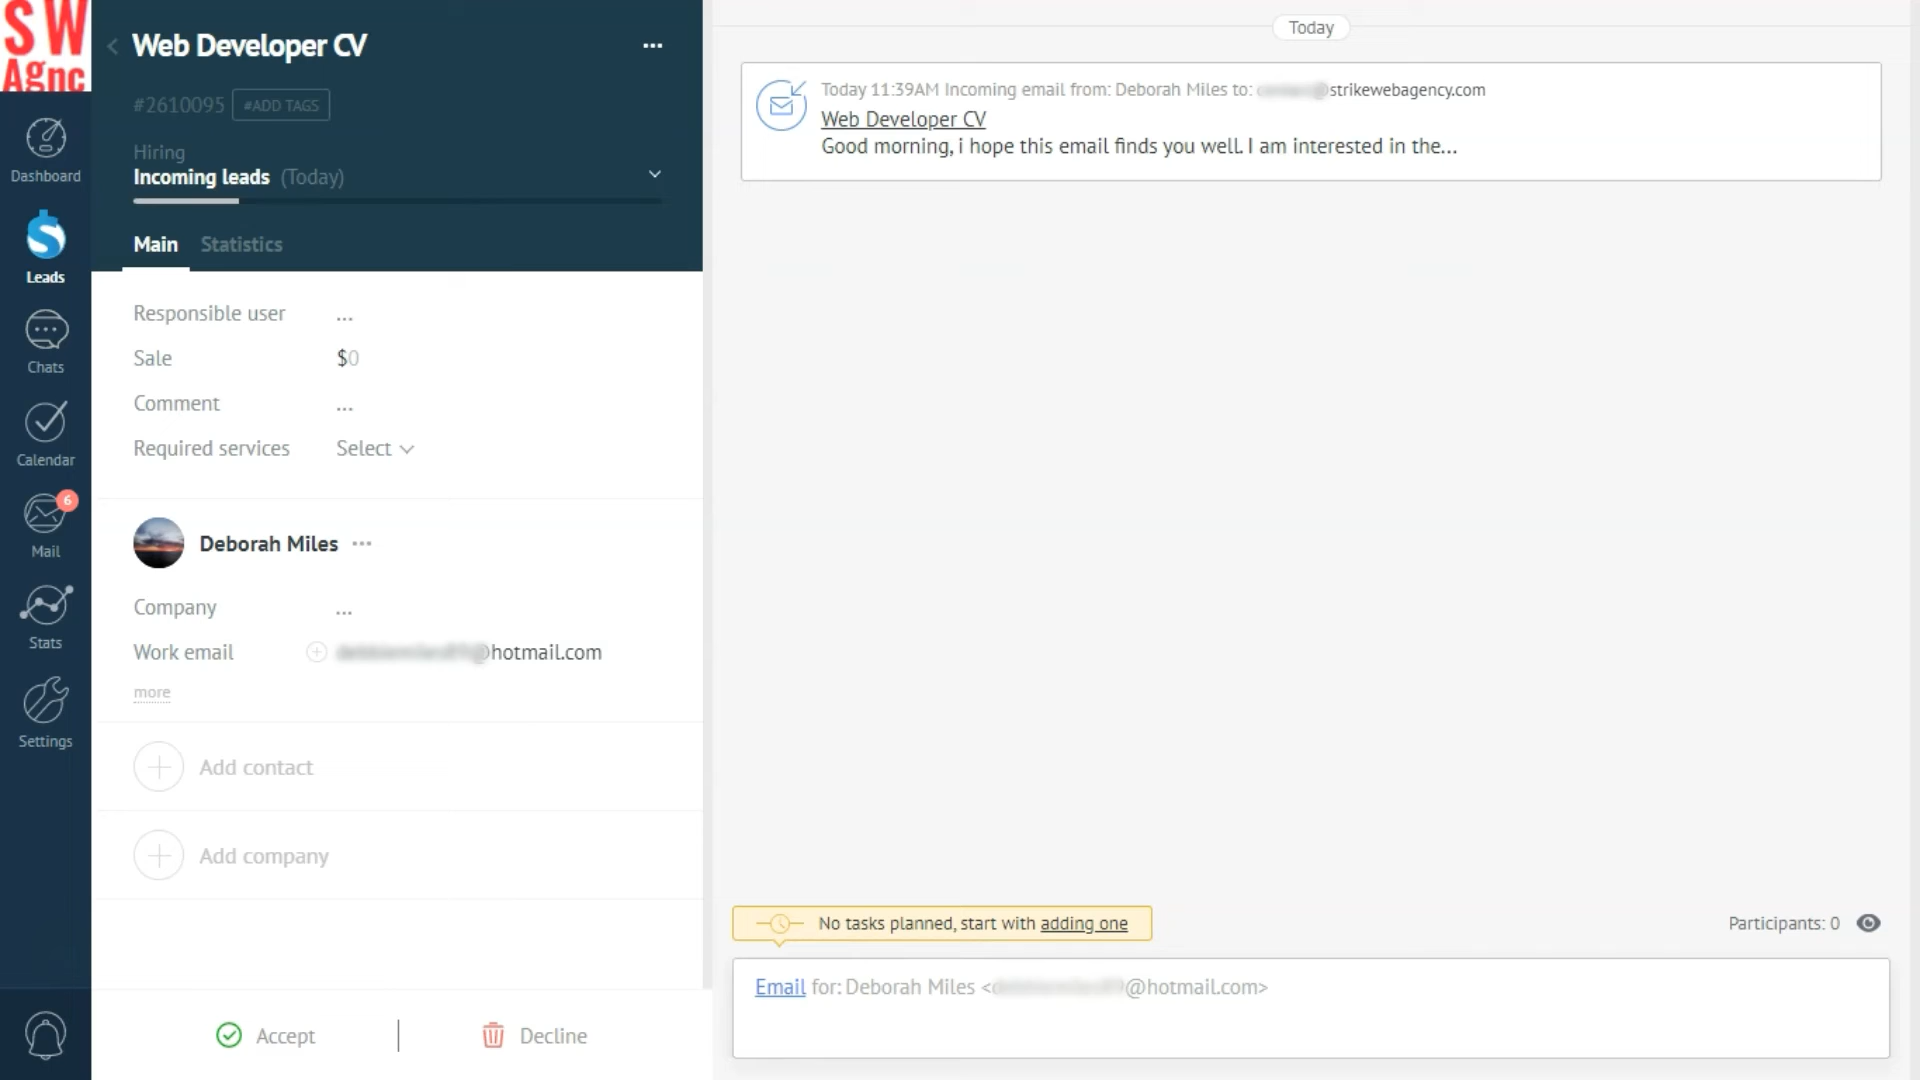 SW
Agnc
Dashboard
Leads
Chats
Calendar
6
Mail
Stats
Settings
Web Developer CV
...
#2610095 #ADD TAGS
Hiring
Incoming leads (Today)
Main Statistics
Responsible user ...
Sale $0
Comment ...
Required services Select
Deborah Miles ...
Company ...
Work email @hotmail.com
more
Add contact
Add company
Accept
Decline
Today
Today 11:39AM Incoming email from: Deborah Miles to: @strikewebagency.com
Web Developer CV
Good morning, i hope this email finds you well. I am interested in the...
No tasks planned, start with adding one
Participants: 0
Email for: Deborah Miles < @hotmail.com>